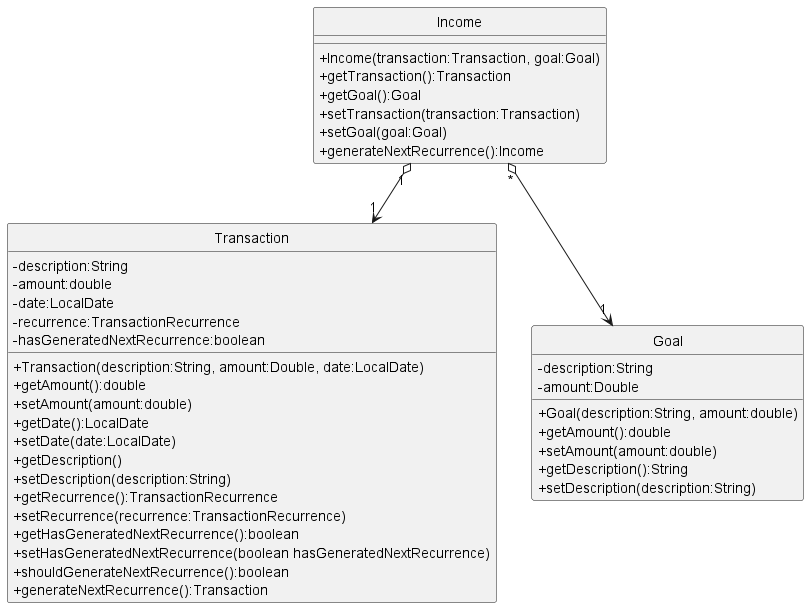 Income
+Income(transaction:Transaction, goal:Goal)
+getTransaction():Transaction
+getGoal():Goal
+setTransaction(transaction:Transaction)
+setGoal(goal:Goal)
+generateNextRecurrence():Income
1
*
1
1
Transaction
-description:String
-amount:double
-date:LocalDate
-recurrence:TransactionRecurrence
-hasGeneratedNextRecurrence:boolean
+Transaction(description:String, amount:Double, date:LocalDate)
+getAmount():double
+setAmount(amount:double)
+getDate():LocalDate
+setDate(date:LocalDate)
+getDescription()
+setDescription(description:String)
+getRecurrence():TransactionRecurrence
+setRecurrence(recurrence:TransactionRecurrence)
+getHasGeneratedNextRecurrence():boolean
+setHasGeneratedNextRecurrence(boolean hasGeneratedNextRecurrence)
+shouldGenerateNextRecurrence():boolean
+generateNextRecurrence():Transaction
Goal
-description:String
-amount:Double
+Goal(description:String, amount:double)
+getAmount():double
+setAmount(amount:double)
+getDescription():String
+setDescription(description:String)